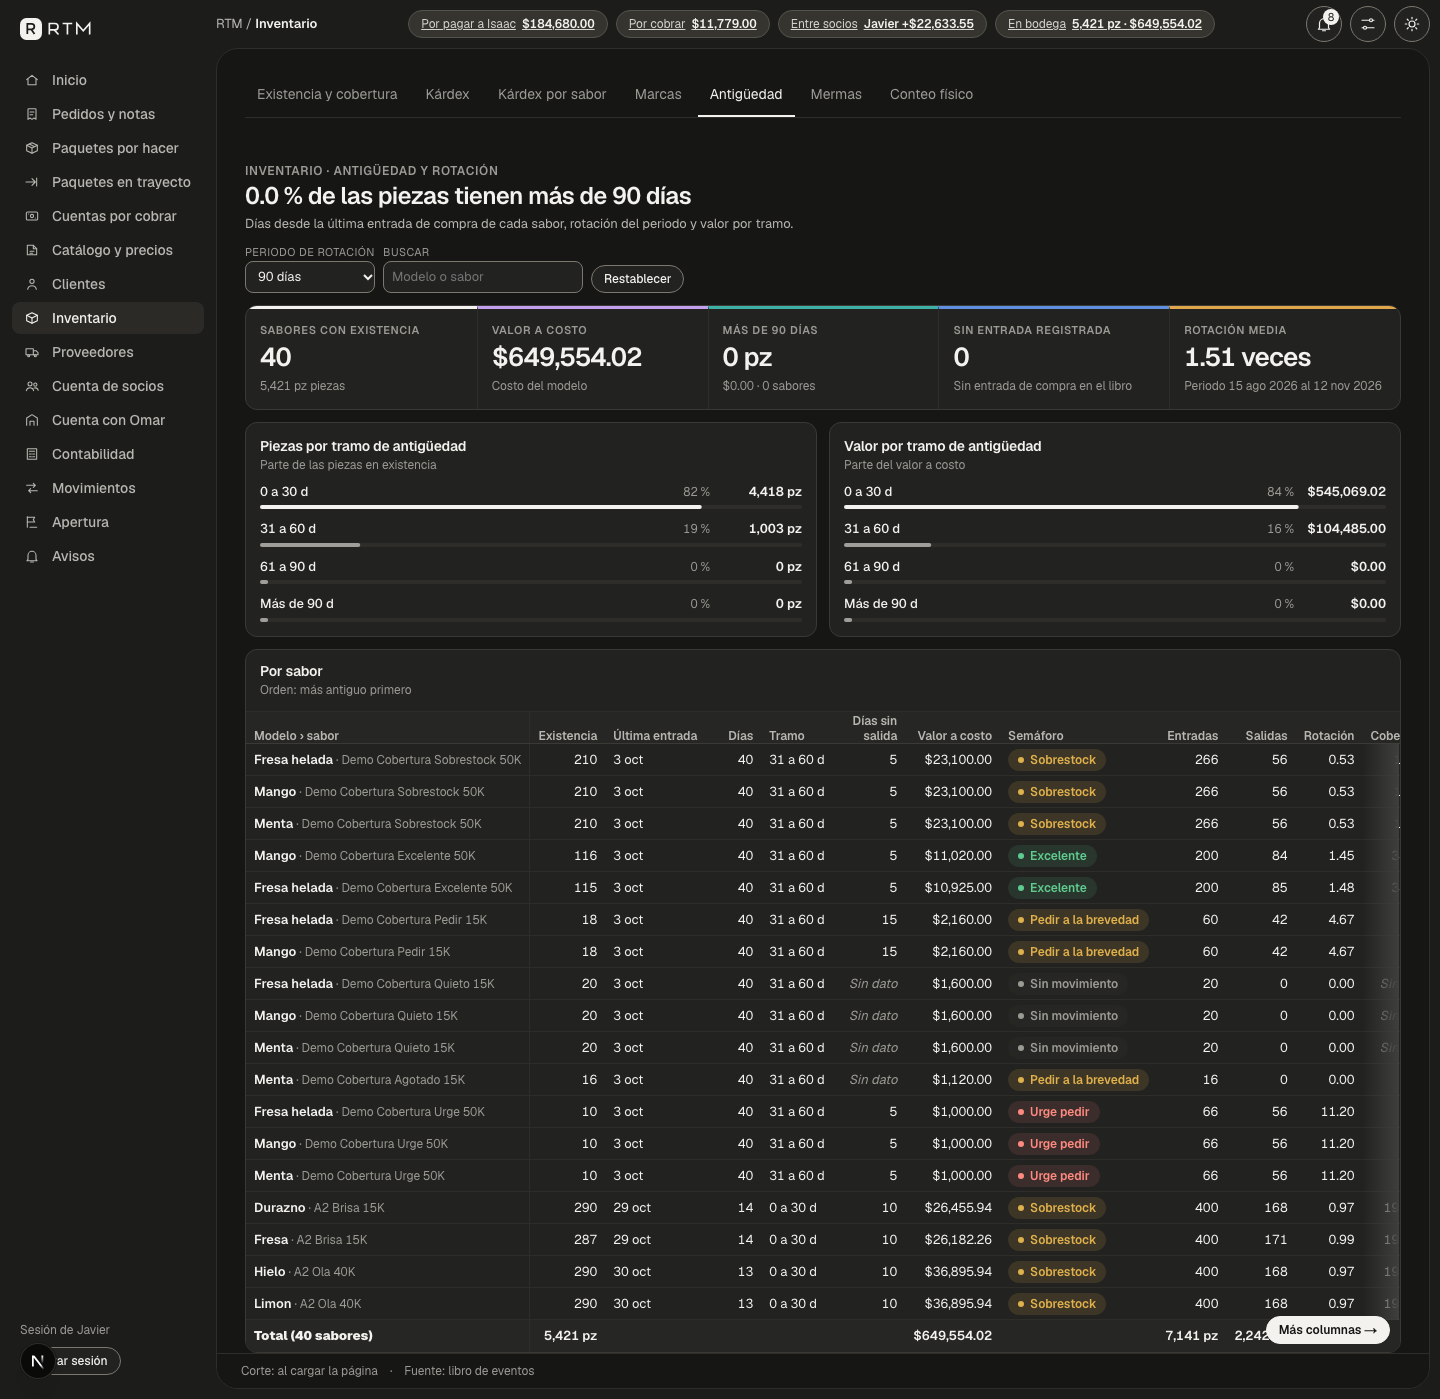 R RTM
RTM / Inventario
Por pagar a Isaac $184,680.00
Por cobrar $11,779.00
Entre socios Javier +$22,633.55
En bodega 5,421 pz · $649,554.02
8
Inicio
Pedidos y notas
Paquetes por hacer
Paquetes en trayecto
Cuentas por cobrar
Catálogo y precios
Clientes
Inventario
Proveedores
Cuenta de socios
Cuenta con Omar
Contabilidad
Movimientos
Apertura
Avisos
Sesión de Javier
N ar sesión
Existencia y cobertura Kárdex Kárdex por sabor Marcas Antigüedad Mermas Conteo físico
INVENTARIO · ANTIGÜEDAD Y ROTACIÓN
0.0 % de las piezas tienen más de 90 días
Días desde la última entrada de compra de cada sabor, rotación del periodo y valor por tramo.
PERIODO DE ROTACIÓN BUSCAR
90 días Modelo o sabor Restablecer
SABORES CON EXISTENCIA
40
5,421 pz piezas
VALOR A COSTO
$649,554.02
Costo del modelo
MÁS DE 90 DÍAS
0 pz
$0.00 · 0 sabores
SIN ENTRADA REGISTRADA
0
Sin entrada de compra en el libro
ROTACIÓN MEDIA
1.51 veces
Periodo 15 ago 2026 al 12 nov 2026
Piezas por tramo de antigüedad
Parte de las piezas en existencia
0 a 30 d 82 % 4,418 pz
31 a 60 d 19 % 1,003 pz
61 a 90 d 0 % 0 pz
Más de 90 d 0 % 0 pz
Valor por tramo de antigüedad
Parte del valor a costo
0 a 30 d 84 % $545,069.02
31 a 60 d 16 % $104,485.00
61 a 90 d 0 % $0.00
Más de 90 d 0 % $0.00
Por sabor
Orden: más antiguo primero
Modelo › sabor Existencia Última entrada Días Tramo Días sin salida Valor a costo Semáforo Entradas Salidas Rotación Cobe
Fresa helada · Demo Cobertura Sobrestock 50K 210 3 oct 40 31 a 60 d 5 $23,100.00 Sobrestock 266 56 0.53
Mango · Demo Cobertura Sobrestock 50K 210 3 oct 40 31 a 60 d 5 $23,100.00 Sobrestock 266 56 0.53
Menta · Demo Cobertura Sobrestock 50K 210 3 oct 40 31 a 60 d 5 $23,100.00 Sobrestock 266 56 0.53
Mango · Demo Cobertura Excelente 50K 116 3 oct 40 31 a 60 d 5 $11,020.00 Excelente 200 84 1.45
Fresa helada · Demo Cobertura Excelente 50K 115 3 oct 40 31 a 60 d 5 $10,925.00 Excelente 200 85 1.48
Fresa helada · Demo Cobertura Pedir 15K 18 3 oct 40 31 a 60 d 15 $2,160.00 Pedir a la brevedad 60 42 4.67
Mango · Demo Cobertura Pedir 15K 18 3 oct 40 31 a 60 d 15 $2,160.00 Pedir a la brevedad 60 42 4.67
Fresa helada · Demo Cobertura Quieto 15K 20 3 oct 40 31 a 60 d Sin dato $1,600.00 Sin movimiento 20 0 0.00
Mango · Demo Cobertura Quieto 15K 20 3 oct 40 31 a 60 d Sin dato $1,600.00 Sin movimiento 20 0 0.00
Menta · Demo Cobertura Quieto 15K 20 3 oct 40 31 a 60 d Sin dato $1,600.00 Sin movimiento 20 0 0.00
Menta · Demo Cobertura Agotado 15K 16 3 oct 40 31 a 60 d Sin dato $1,120.00 Pedir a la brevedad 16 0 0.00
Fresa helada · Demo Cobertura Urge 50K 10 3 oct 40 31 a 60 d 5 $1,000.00 Urge pedir 66 56 11.20
Mango · Demo Cobertura Urge 50K 10 3 oct 40 31 a 60 d 5 $1,000.00 Urge pedir 66 56 11.20
Menta · Demo Cobertura Urge 50K 10 3 oct 40 31 a 60 d 5 $1,000.00 Urge pedir 66 56 11.20
Durazno · A2 Brisa 15K 290 29 oct 14 0 a 30 d 10 $26,455.94 Sobrestock 400 168 0.97
Fresa · A2 Brisa 15K 287 29 oct 14 0 a 30 d 10 $26,182.26 Sobrestock 400 171 0.99
Hielo · A2 Ola 40K 290 30 oct 13 0 a 30 d 10 $36,895.94 Sobrestock 400 168 0.97
Limon · A2 Ola 40K 290 30 oct 13 0 a 30 d 10 $36,895.94 Sobrestock 400 168 0.97
Total (40 sabores) 5,421 pz $649,554.02 7,141 pz 2,242
Más columnas →
Corte: al cargar la página · Fuente: libro de eventos